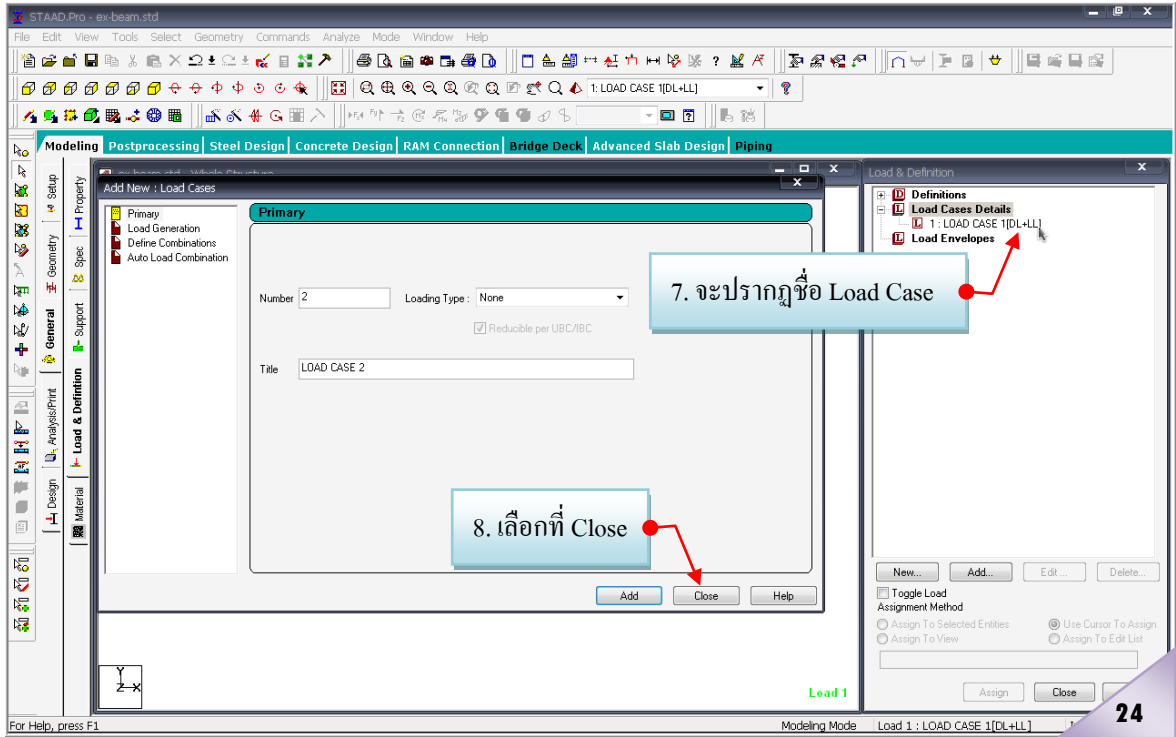 STAAD.Pro - ex-beam.std
File Edit View Tools Select Geometry Commands Analyze Mode Window Help
1: LOAD CASE 1[DL+LL]
Modeling Postprocessing Steel Design Concrete Design RAM Connection Bridge Deck Advanced Slab Design Piping
Setup
Geometry
General
Analysis/Print
Design
Property
Spec
Support
Load & Defintion
Material
ex-beam.std - Whole Structure
Add New : Load Cases
Primary
Load Generation
Define Combinations
Auto Load Combination
Primary
Number 2
Loading Type : None
Reducible per UBC/IBC
Title LOAD CASE 2
Add Close Help
Load & Definition
Definitions
Load Cases Details
1 : LOAD CASE 1[DL+LL]
Load Envelopes
7. จะปรากฏชื่อ Load Case
8. เลือกที่ Close
New... Add... Edit ... Delete...
Toggle Load
Assignment Method
Assign To Selected Entities
Use Cursor To Assign
Assign To View
Assign To Edit List
Assign Close
Y
Z X
Load 1
For Help, press F1
Modeling Mode
Load 1 : LOAD CASE 1[DL+LL]
24